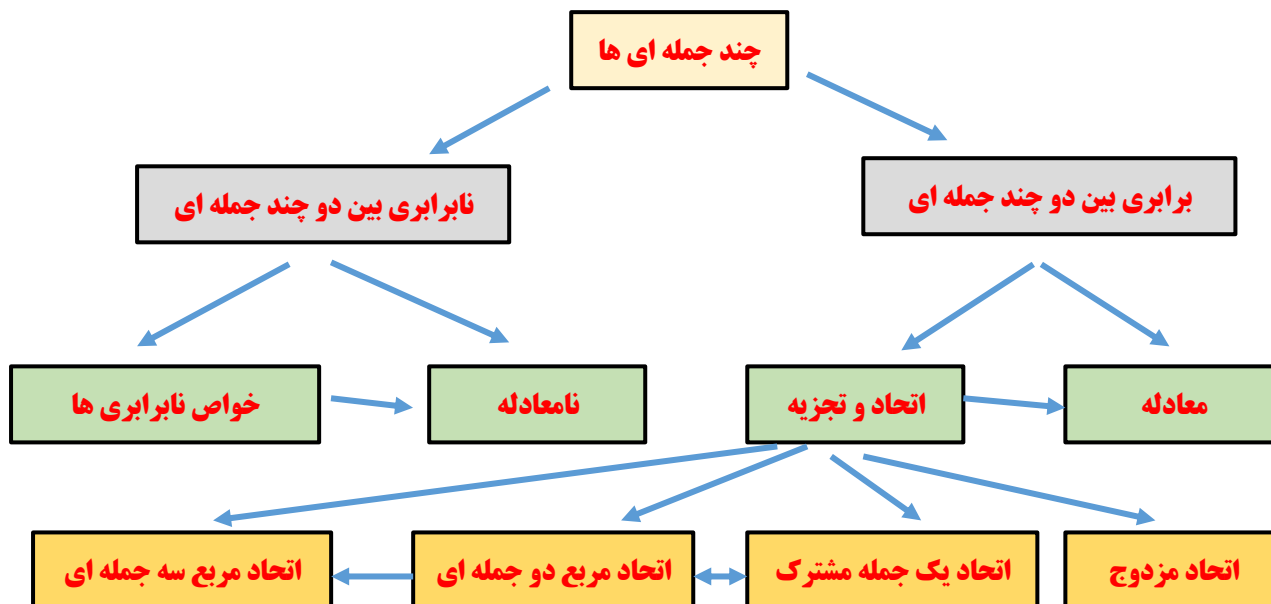 چند جمله ای ها
برابری بین دو چند جمله ای
نابرابری بین دو چند جمله ای
معادله
اتحاد و تجزیه
نامعادله
خواص نابرابری ها
اتحاد مزدوج
اتحاد یک جمله مشترک
اتحاد مربع دو جمله ای
اتحاد مربع سه جمله ای